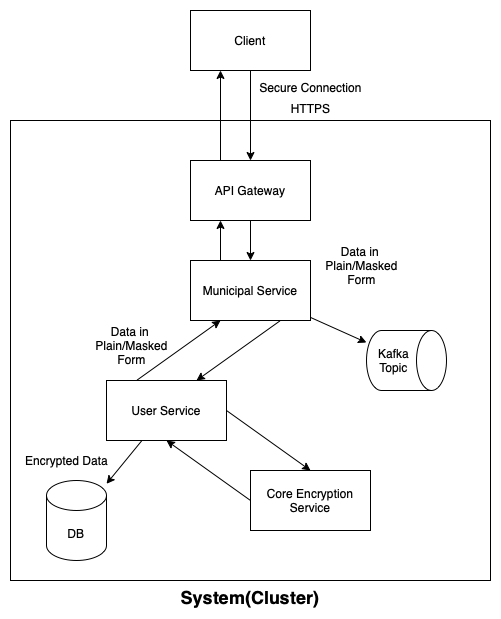 Client
Secure Connection
HTTPS
API Gateway
Data in
Plain/Masked
Form
Municipal Service
Data in
Plain/Masked
Form
Kafka
Topic
User Service
Encrypted Data
Core Encryption
Service
DB
System(Cluster)